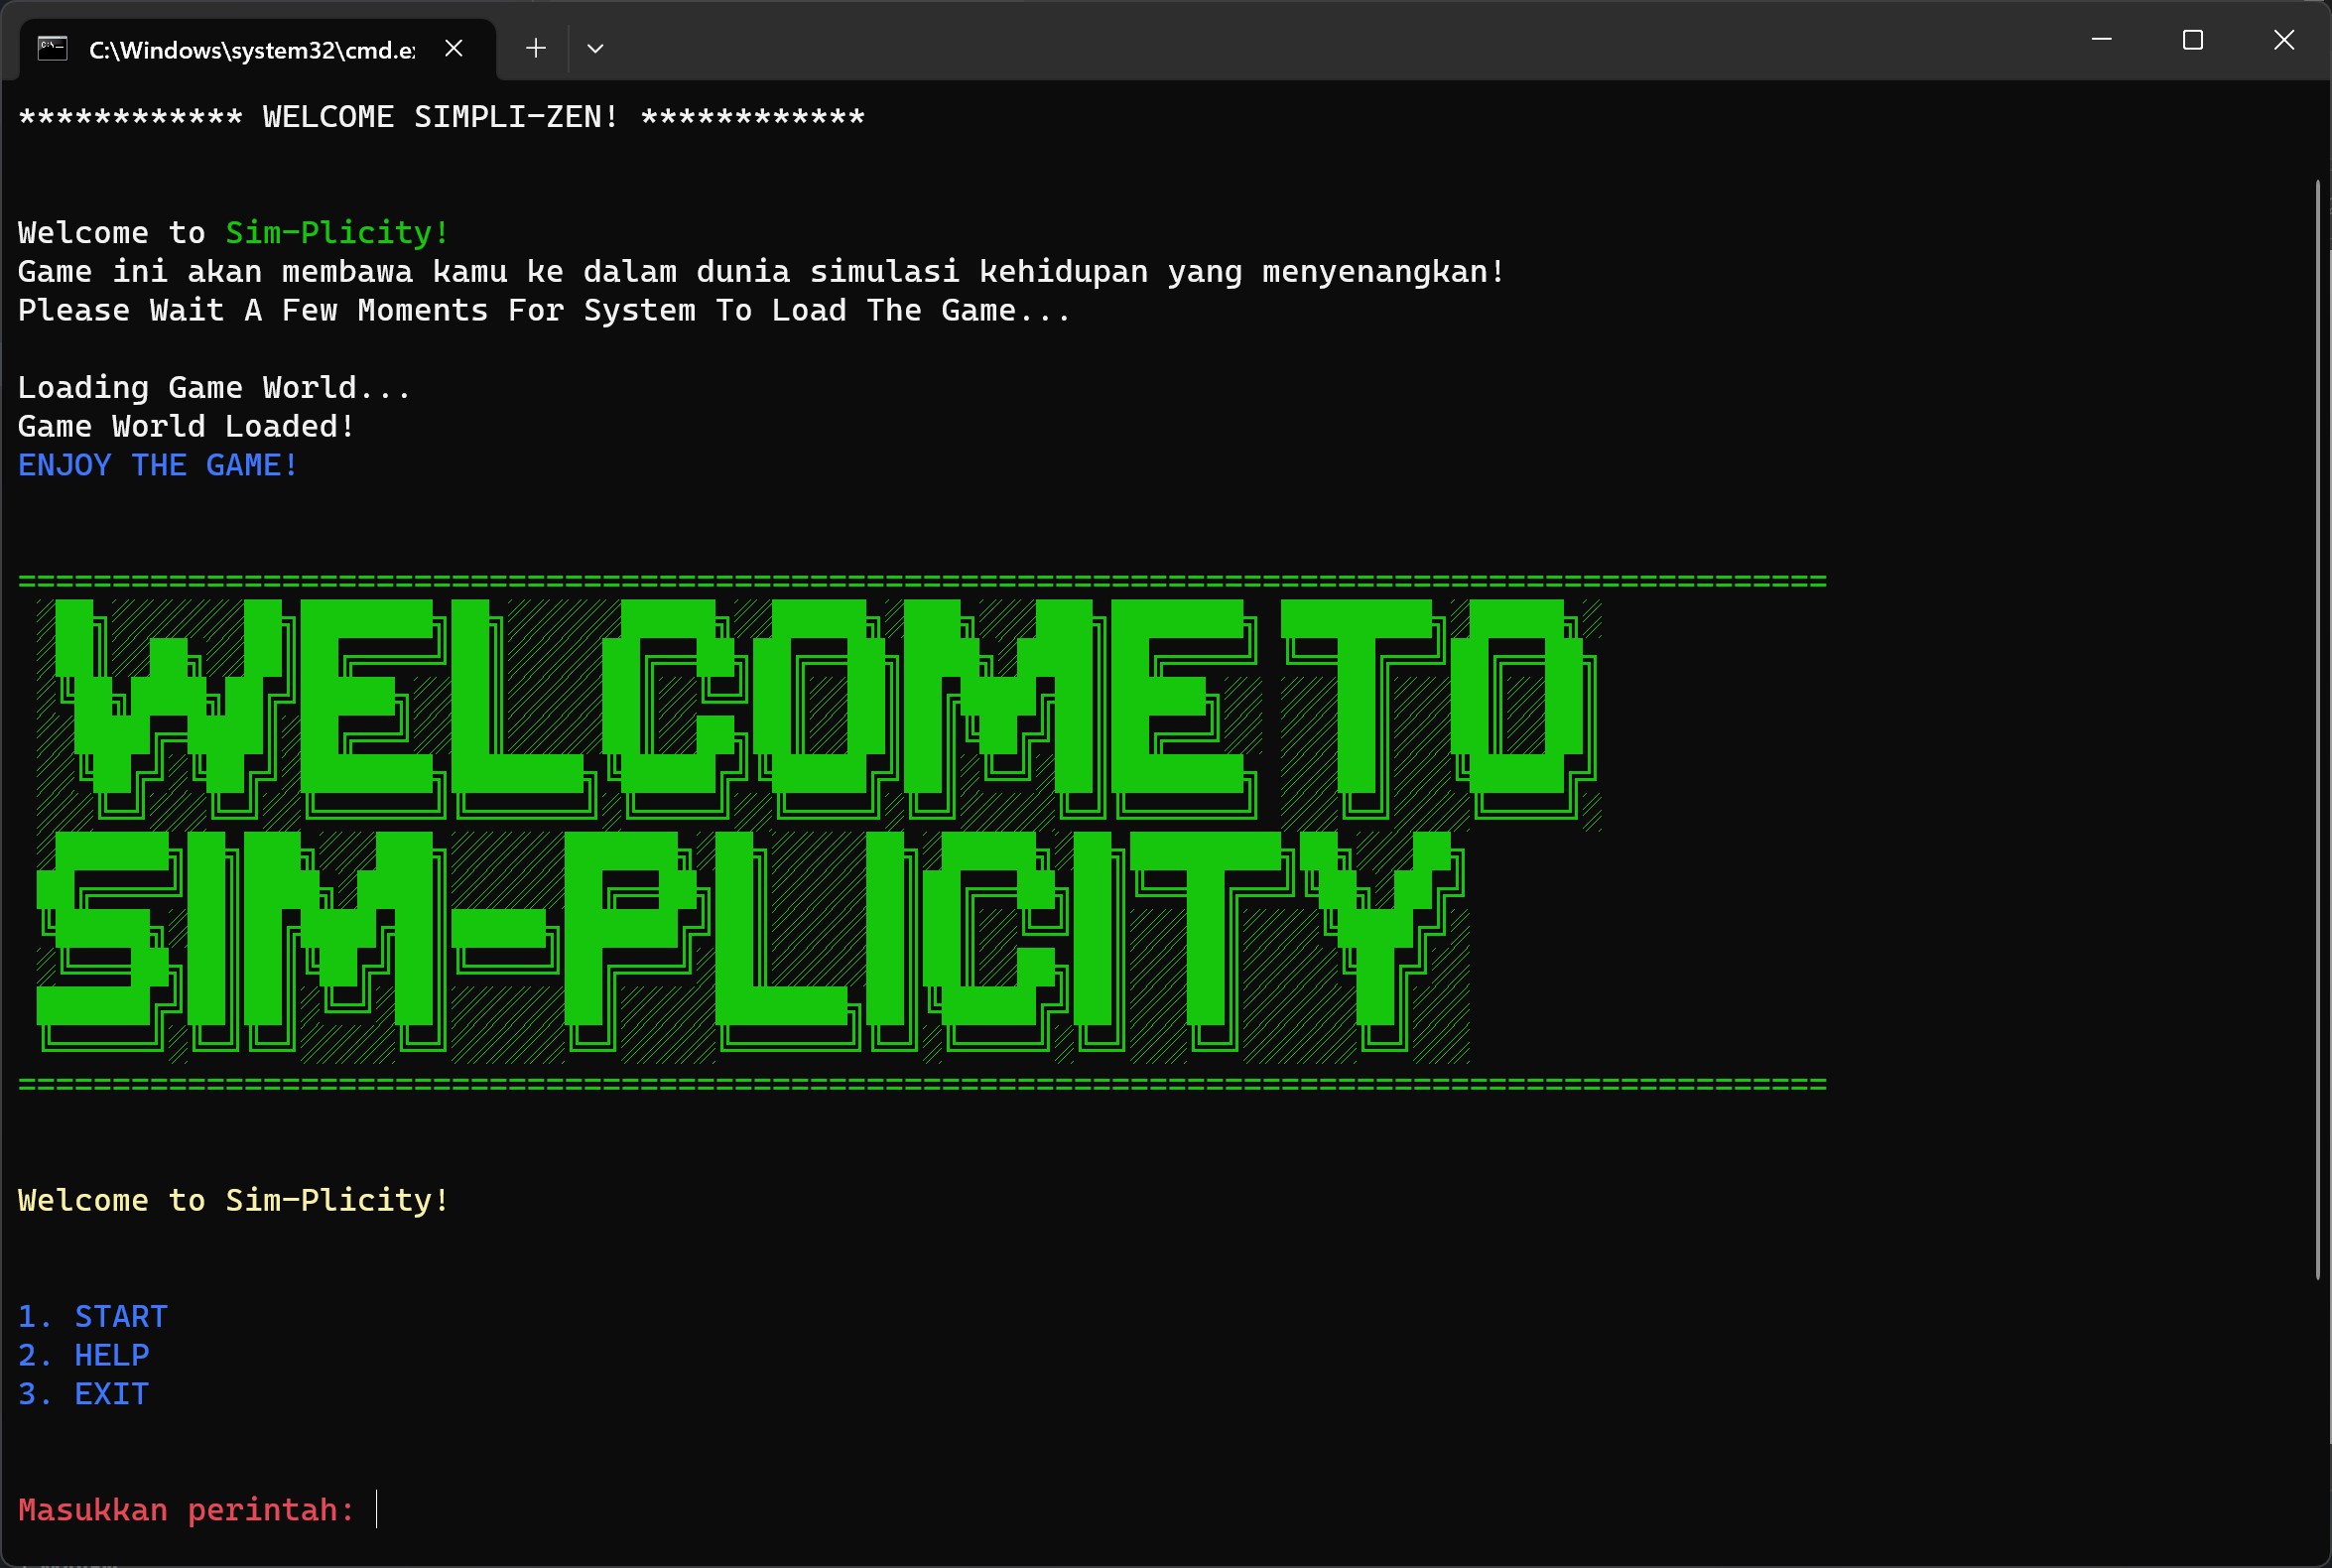 C:\Windows\system32\cmd.e
************ WELCOME SIMPLI-ZEN! ************
Welcome to Sim-Plicity!
Game ini akan membawa kamu ke dalam dunia simulasi kehidupan yang menyenangkan!
Please Wait A Few Moments For System To Load The Game...
Loading Game World...
Game World Loaded!
ENJOY THE GAME!
================================================================================================
WELCOME TO
SIM-PLICITY
================================================================================================
Welcome to Sim-Plicity!
1. START
2. HELP
3. EXIT
Masukkan perintah: